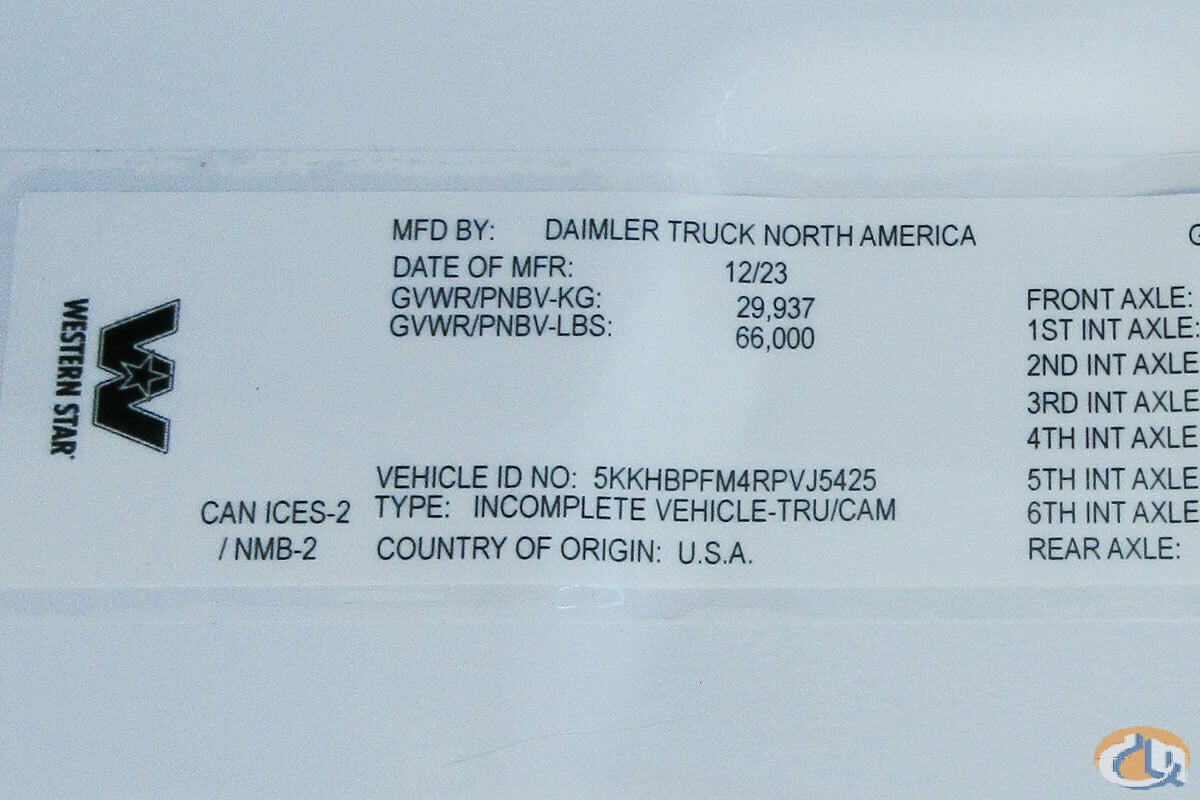 WESTERN STAR
MFD BY: DAIMLER TRUCK NORTH AMERICA
DATE OF MFR: 12/23
GVWR/PNBV-KG: 29,937
GVWR/PNBV-LBS: 66,000
VEHICLE ID NO: 5KKHBPFM4RPVJ5425
CAN ICES-2 TYPE: INCOMPLETE VEHICLE-TRU/CAM
/ NMB-2 COUNTRY OF ORIGIN: U.S.A.
FRONT AXLE:
1ST INT AXLE:
2ND INT AXLE
3RD INT AXLE
4TH INT AXLE
5TH INT AXLE
6TH INT AXLE
REAR AXLE: